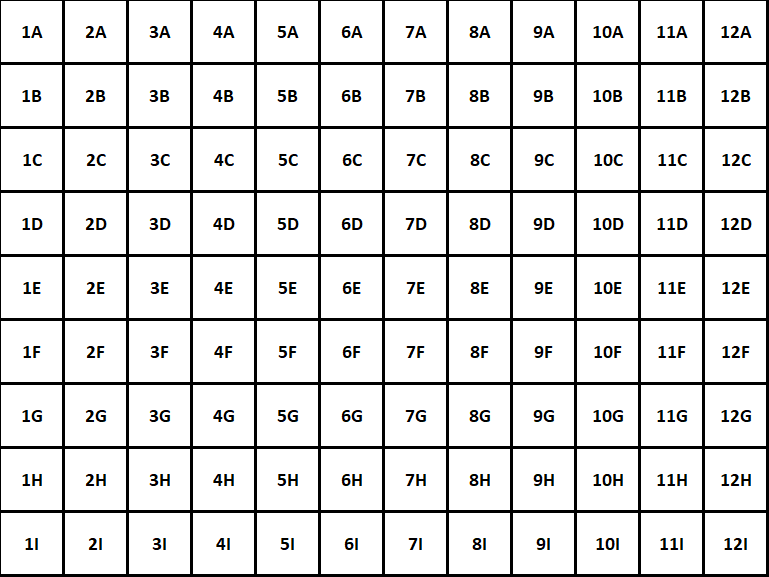 1A 2A 3A 4A 5A 6A 7A 8A 9A 10A 11A 12A
1B 2B 3B 4B 5B 6B 7B 8B 9B 10B 11B 12B
1C 2C 3C 4C 5C 6C 7C 8C 9C 10C 11C 12C
1D 2D 3D 4D 5D 6D 7D 8D 9D 10D 11D 12D
1E 2E 3E 4E 5E 6E 7E 8E 9E 10E 11E 12E
1F 2F 3F 4F 5F 6F 7F 8F 9F 10F 11F 12F
1G 2G 3G 4G 5G 6G 7G 8G 9G 10G 11G 12G
1H 2H 3H 4H 5H 6H 7H 8H 9H 10H 11H 12H
1I 2I 3I 4I 5I 6I 7I 8I 9I 10I 11I 12I